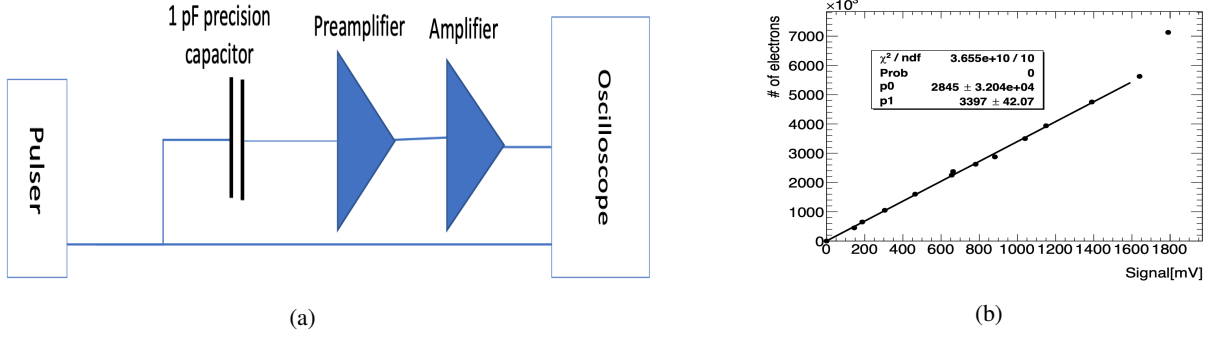 1 pF precision
capacitor
Preamplifier
Amplifier
Pulser
Oscilloscope
(a)
×10³
# of electrons
7000
6000
5000
4000
3000
2000
1000
0
χ² / ndf 3.655e+10 / 10
Prob 0
p0 2845 ± 3.204e+04
p1 3397 ± 42.07
0 200 400 600 800 1000 1200 1400 1600 1800
Signal[mV]
(b)